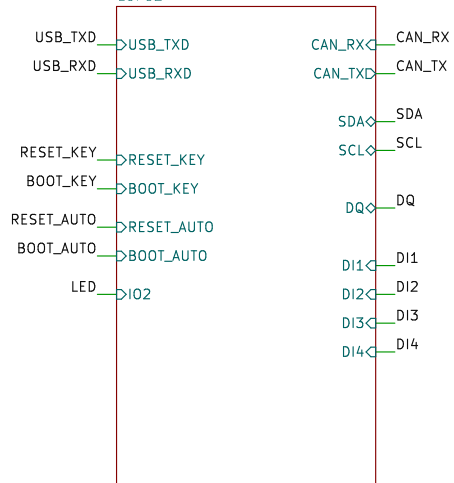 USB_TXD USB_TXD CAN_RX CAN_RX
USB_RXD USB_RXD CAN_TX CAN_TX
SDA SDA
SCL SCL
RESET_KEY RESET_KEY
BOOT_KEY BOOT_KEY
DQ DQ
RESET_AUTO RESET_AUTO
BOOT_AUTO BOOT_AUTO
DI1 DI1
LED IO2 DI2 DI2
DI3 DI3
DI4 DI4